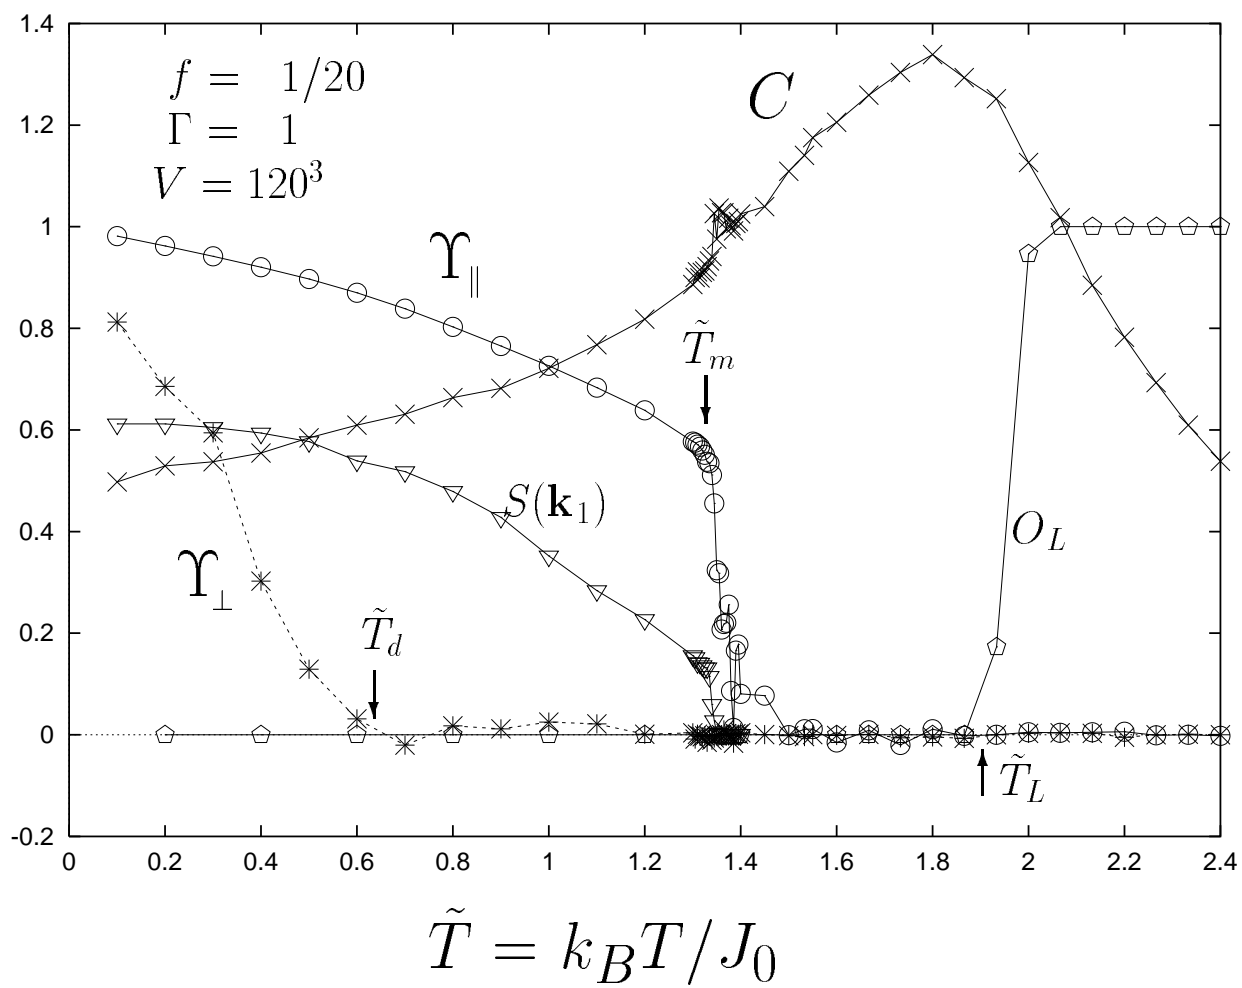 1.4
1.2
1
0.8
0.6
0.4
0.2
0
-0.2
f = 1/20
Γ = 1
V = 120³
C
ϒ∥
T̃m
S(k₁)
ϒ⊥
T̃d
O_L
T̃L
0 0.2 0.4 0.6 0.8 1 1.2 1.4 1.6 1.8 2 2.2 2.4
T̃ = k_BT/J₀